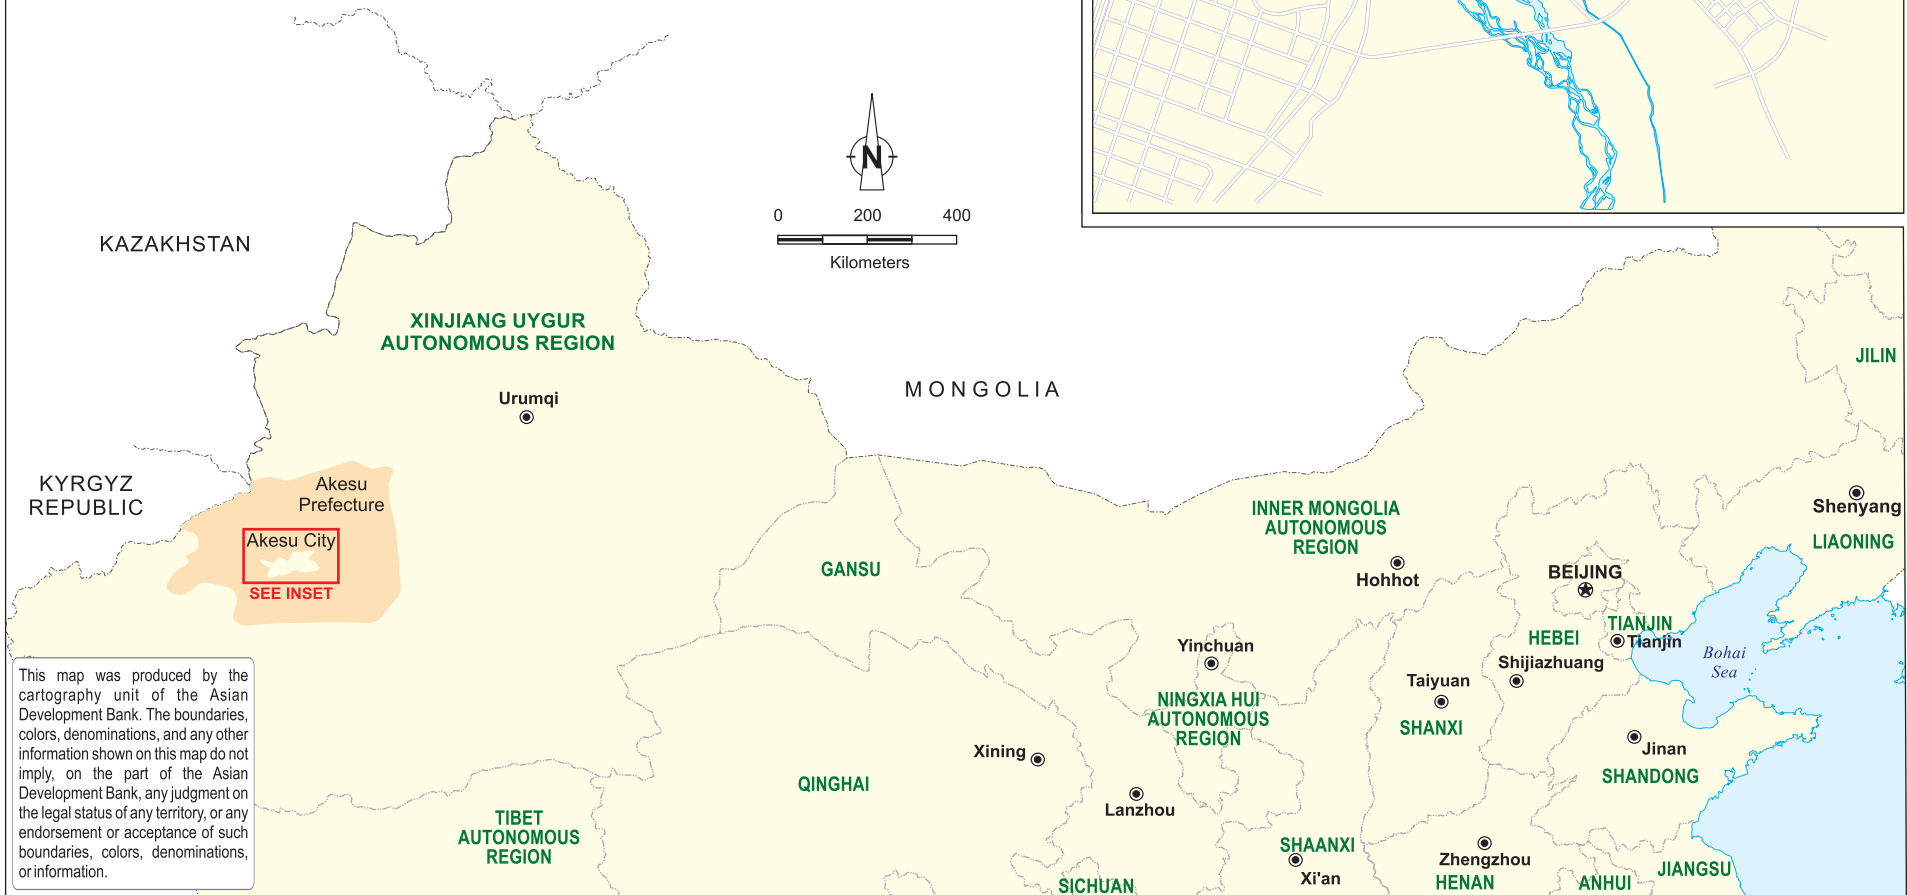 N
0 200 400
Kilometers
KAZAKHSTAN
XINJIANG UYGUR
AUTONOMOUS REGION
Urumqi
MONGOLIA
JILIN
KYRGYZ
REPUBLIC
Akesu
Prefecture
Akesu City
SEE INSET
GANSU
INNER MONGOLIA
AUTONOMOUS
REGION
Hohhot
Shenyang
LIAONING
BEIJING
TIANJIN
Tianjin
HEBEI
Shijiazhuang
Bohai
Sea
Yinchuan
NINGXIA HUI
AUTONOMOUS
REGION
Taiyuan
SHANXI
Jinan
SHANDONG
Xining
QINGHAI
Lanzhou
TIBET
AUTONOMOUS
REGION
SHAANXI
Xi'an
Zhengzhou
HENAN
SICHUAN
ANHUI
JIANGSU
This map was produced by the
cartography unit of the Asian
Development Bank. The boundaries,
colors, denominations, and any other
information shown on this map do not
imply, on the part of the Asian
Development Bank, any judgment on
the legal status of any territory, or any
endorsement or acceptance of such
boundaries, colors, denominations,
or information.